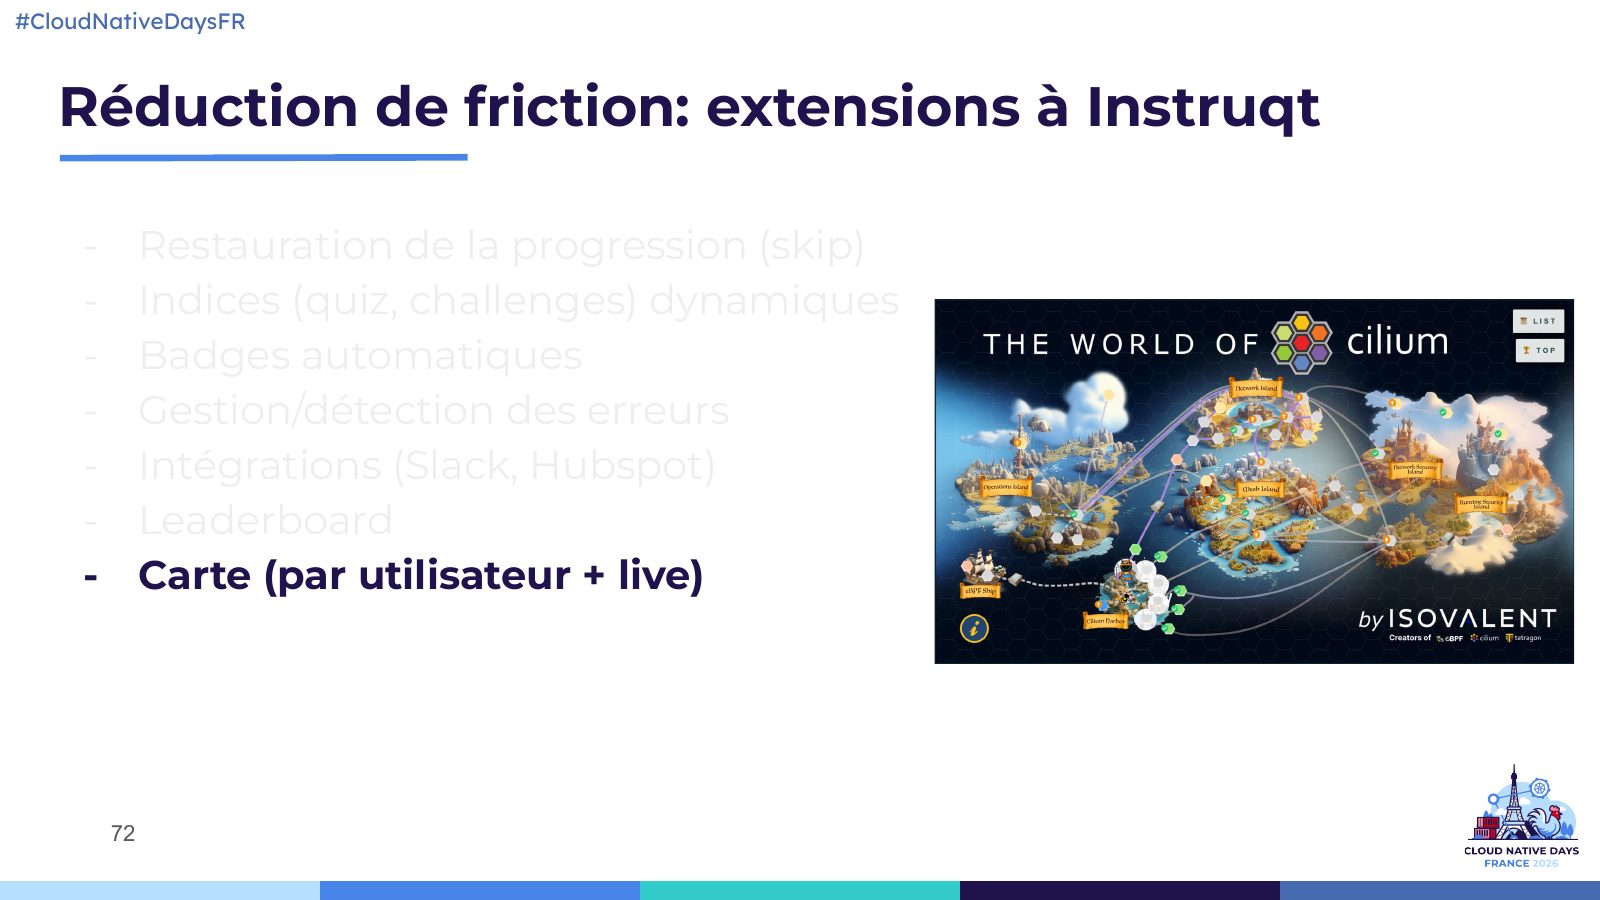 #CloudNativeDaysFR
Réduction de friction: extensions à Instruqt
- Restauration de la progression (skip)
- Indices (quiz, challenges) dynamiques
- Badges automatiques
- Gestion/détection des erreurs
- Intégrations (Slack, Hubspot)
- Leaderboard
- Carte (par utilisateur + live)
THE WORLD OF cilium
LIST
TOP
Network Island
Operations Island
Mesh Island
Network Security
Island
Runtime Security
Island
eBPF Ship
Cilium Harbor
i
by ISOVALENT
Creators of eBPF cilium tetragon
72
CLOUD NATIVE DAYS
FRANCE 2026